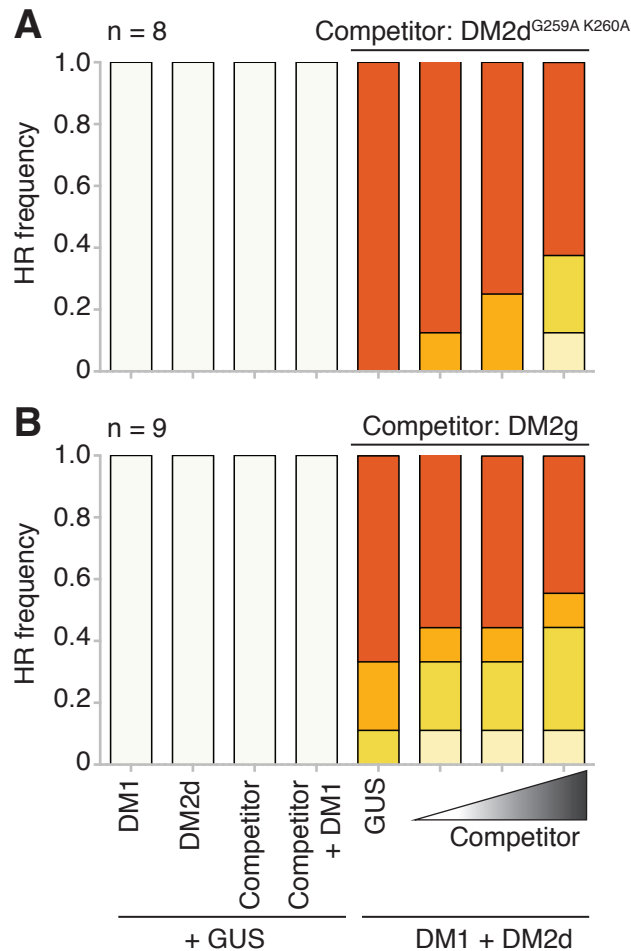 A
n = 8
Competitor: DM2d^G259A K260A
HR frequency
1.0
0.8
0.6
0.4
0.2
0
B
n = 9
Competitor: DM2g
HR frequency
1.0
0.8
0.6
0.4
0.2
0
DM1
DM2d
Competitor
Competitor
+ DM1
GUS
Competitor
+ GUS
DM1 + DM2d